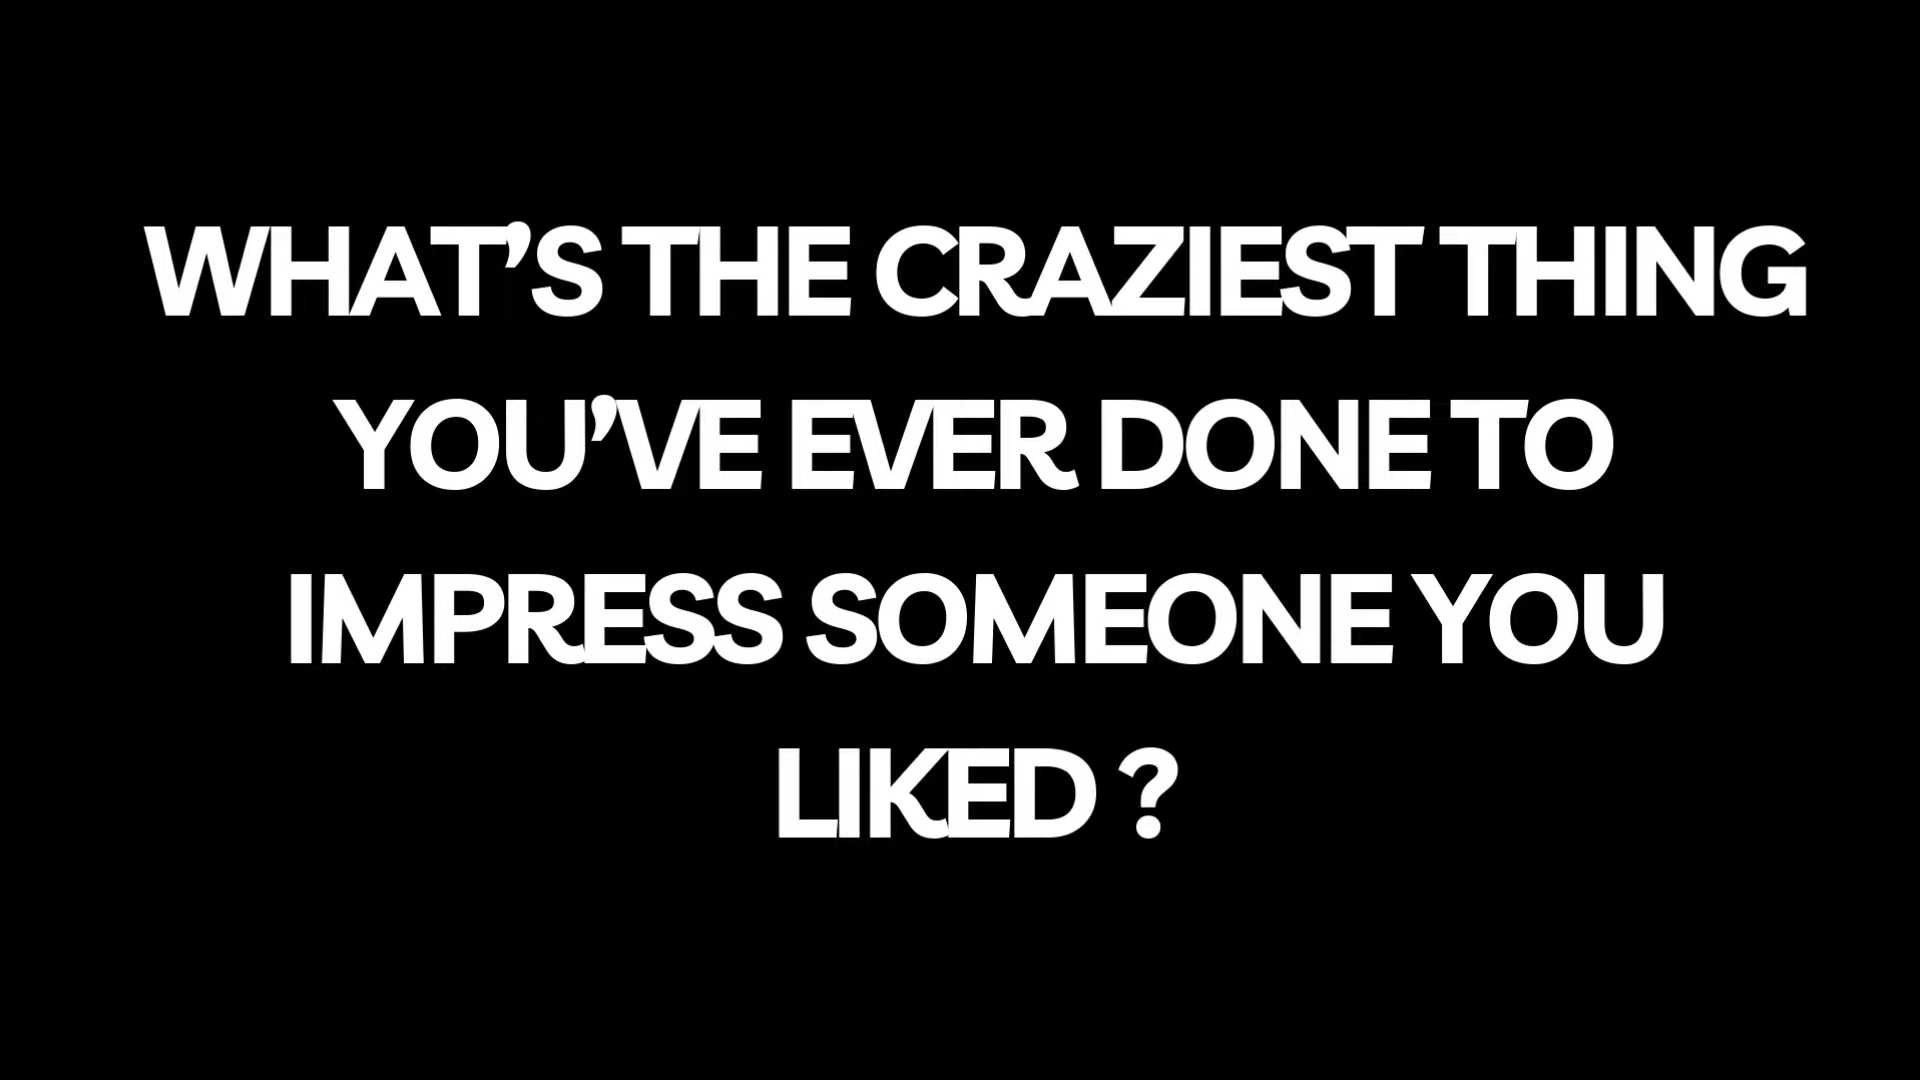 WHAT’S THE CRAZIEST THING
YOU’VE EVER DONE TO
IMPRESS SOMEONE YOU
LIKED ?